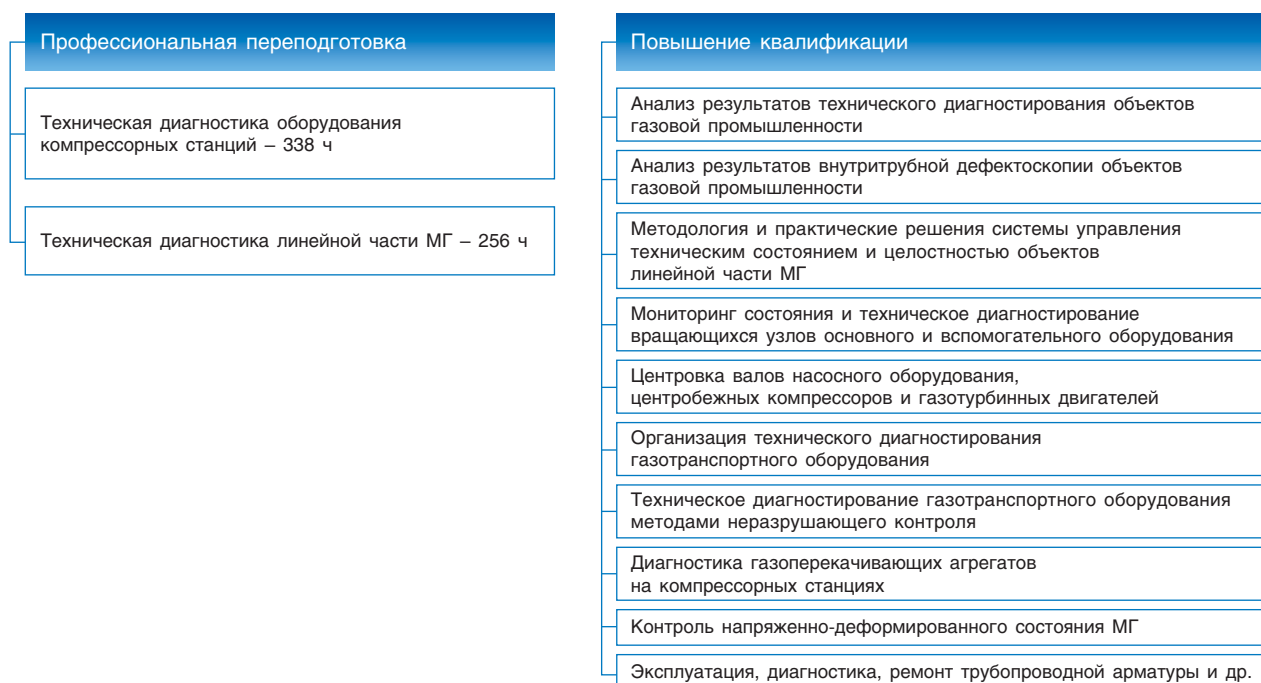 Профессиональная переподготовка
Техническая диагностика оборудования
компрессорных станций – 338 ч
Техническая диагностика линейной части МГ – 256 ч
Повышение квалификации
Анализ результатов технического диагностирования объектов
газовой промышленности
Анализ результатов внутритрубной дефектоскопии объектов
газовой промышленности
Методология и практические решения системы управления
техническим состоянием и целостностью объектов
линейной части МГ
Мониторинг состояния и техническое диагностирование
вращающихся узлов основного и вспомогательного оборудования
Центровка валов насосного оборудования,
центробежных компрессоров и газотурбинных двигателей
Организация технического диагностирования
газотранспортного оборудования
Техническое диагностирование газотранспортного оборудования
методами неразрушающего контроля
Диагностика газоперекачивающих агрегатов
на компрессорных станциях
Контроль напряженно-деформированного состояния МГ
Эксплуатация, диагностика, ремонт трубопроводной арматуры и др.